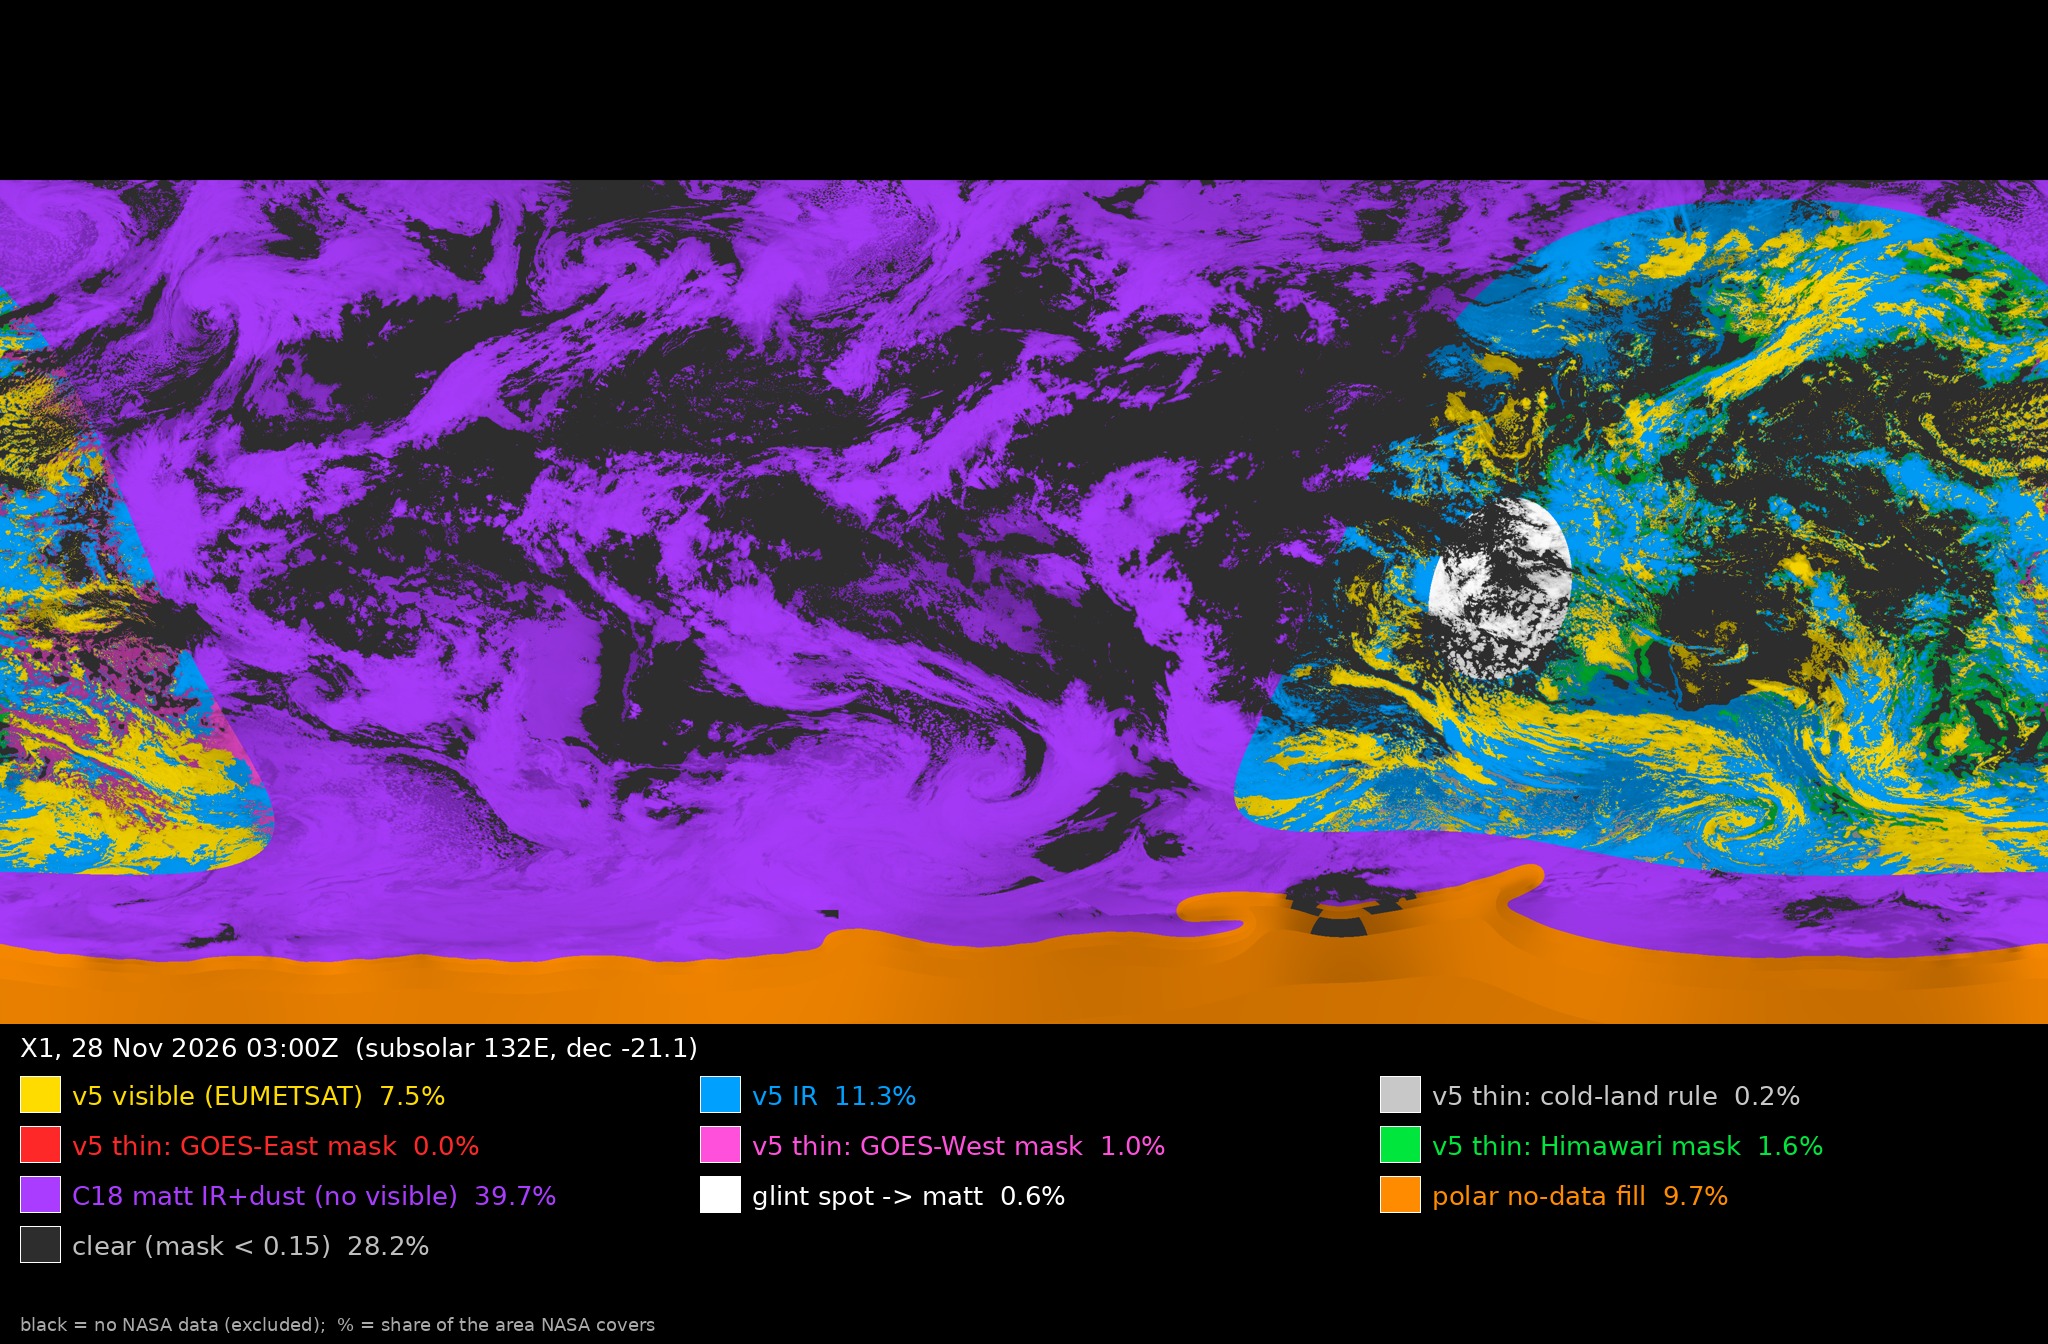 X1, 28 Nov 2026 03:00Z  (subsolar 132E, dec -21.1)
v5 visible (EUMETSAT)  7.5%
v5 IR  11.3%
v5 thin: cold-land rule  0.2%
v5 thin: GOES-East mask  0.0%
v5 thin: GOES-West mask  1.0%
v5 thin: Himawari mask  1.6%
C18 matt IR+dust (no visible)  39.7%
glint spot -> matt  0.6%
polar no-data fill  9.7%
clear (mask < 0.15)  28.2%
black = no NASA data (excluded);  % = share of the area NASA covers